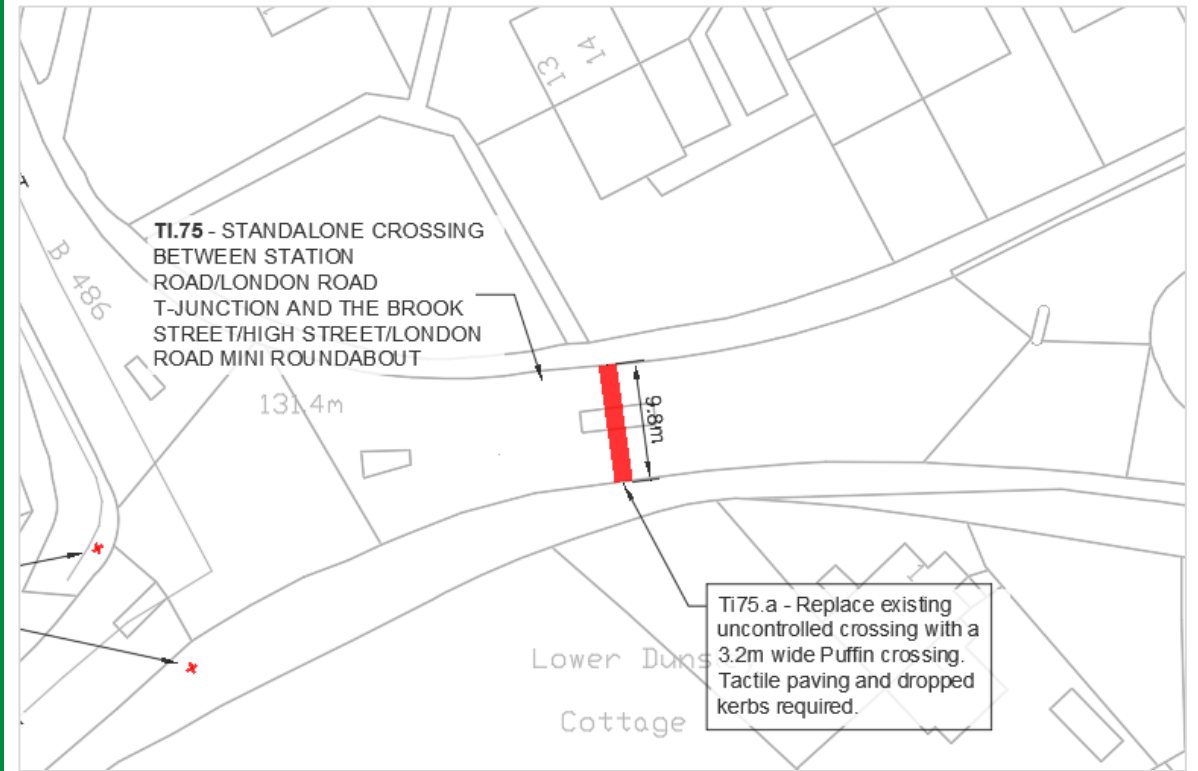 13
14
TI.75 - STANDALONE CROSSING
BETWEEN STATION
ROAD/LONDON ROAD
T-JUNCTION AND THE BROOK
STREET/HIGH STREET/LONDON
ROAD MINI ROUNDABOUT
B 486
131.4m
9.8m
Ti75.a - Replace existing
uncontrolled crossing with a
3.2m wide Puffin crossing.
Tactile paving and dropped
kerbs required.
Lower
Cottage